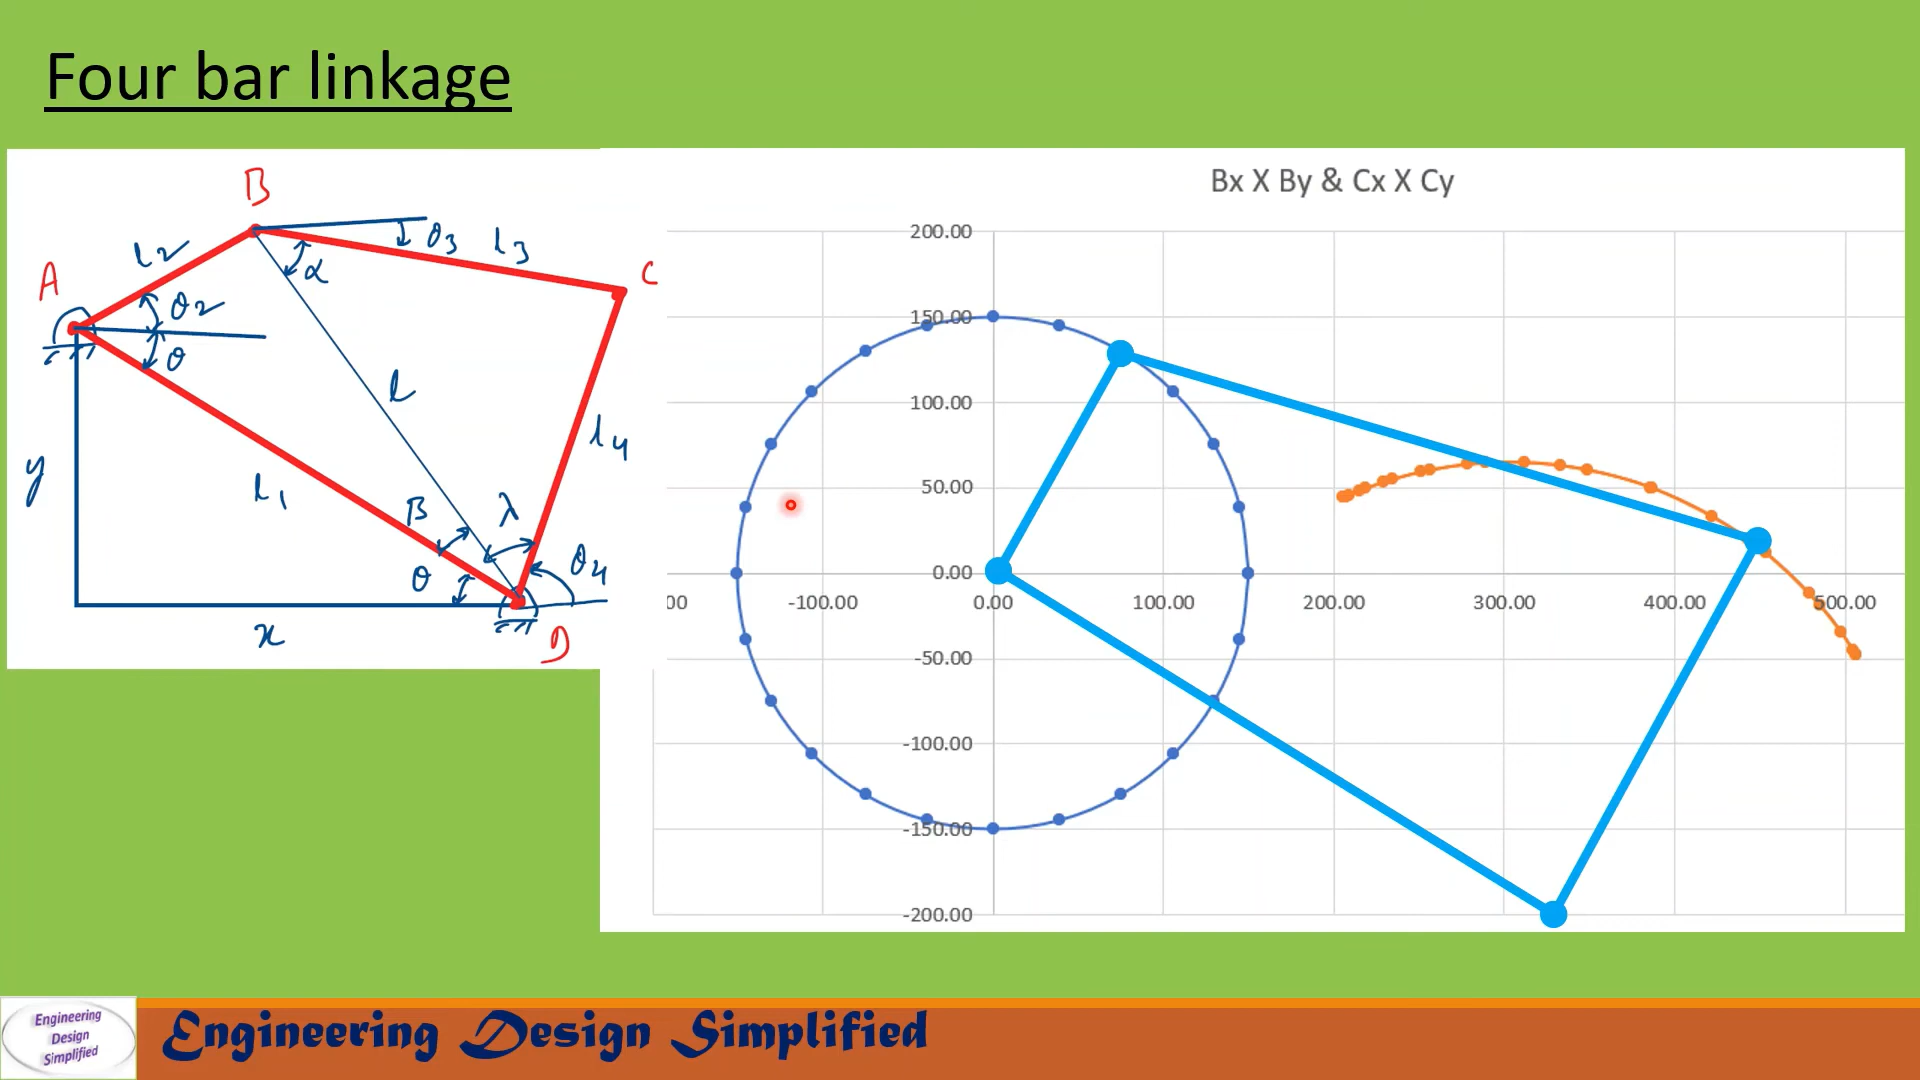 Four bar linkage
B
l2
θ3
l3
C
A
α
θ2
θ
l
y
l1
l4
B
λ
θ
θ4
x
D
Bx X By & Cx X Cy
200.00
150.00
100.00
50.00
0.00
00 -100.00 0.00 100.00 200.00 300.00 400.00 500.00
-50.00
-100.00
-150.00
-200.00
Engineering
Design
Simplified
Engineering Design Simplified